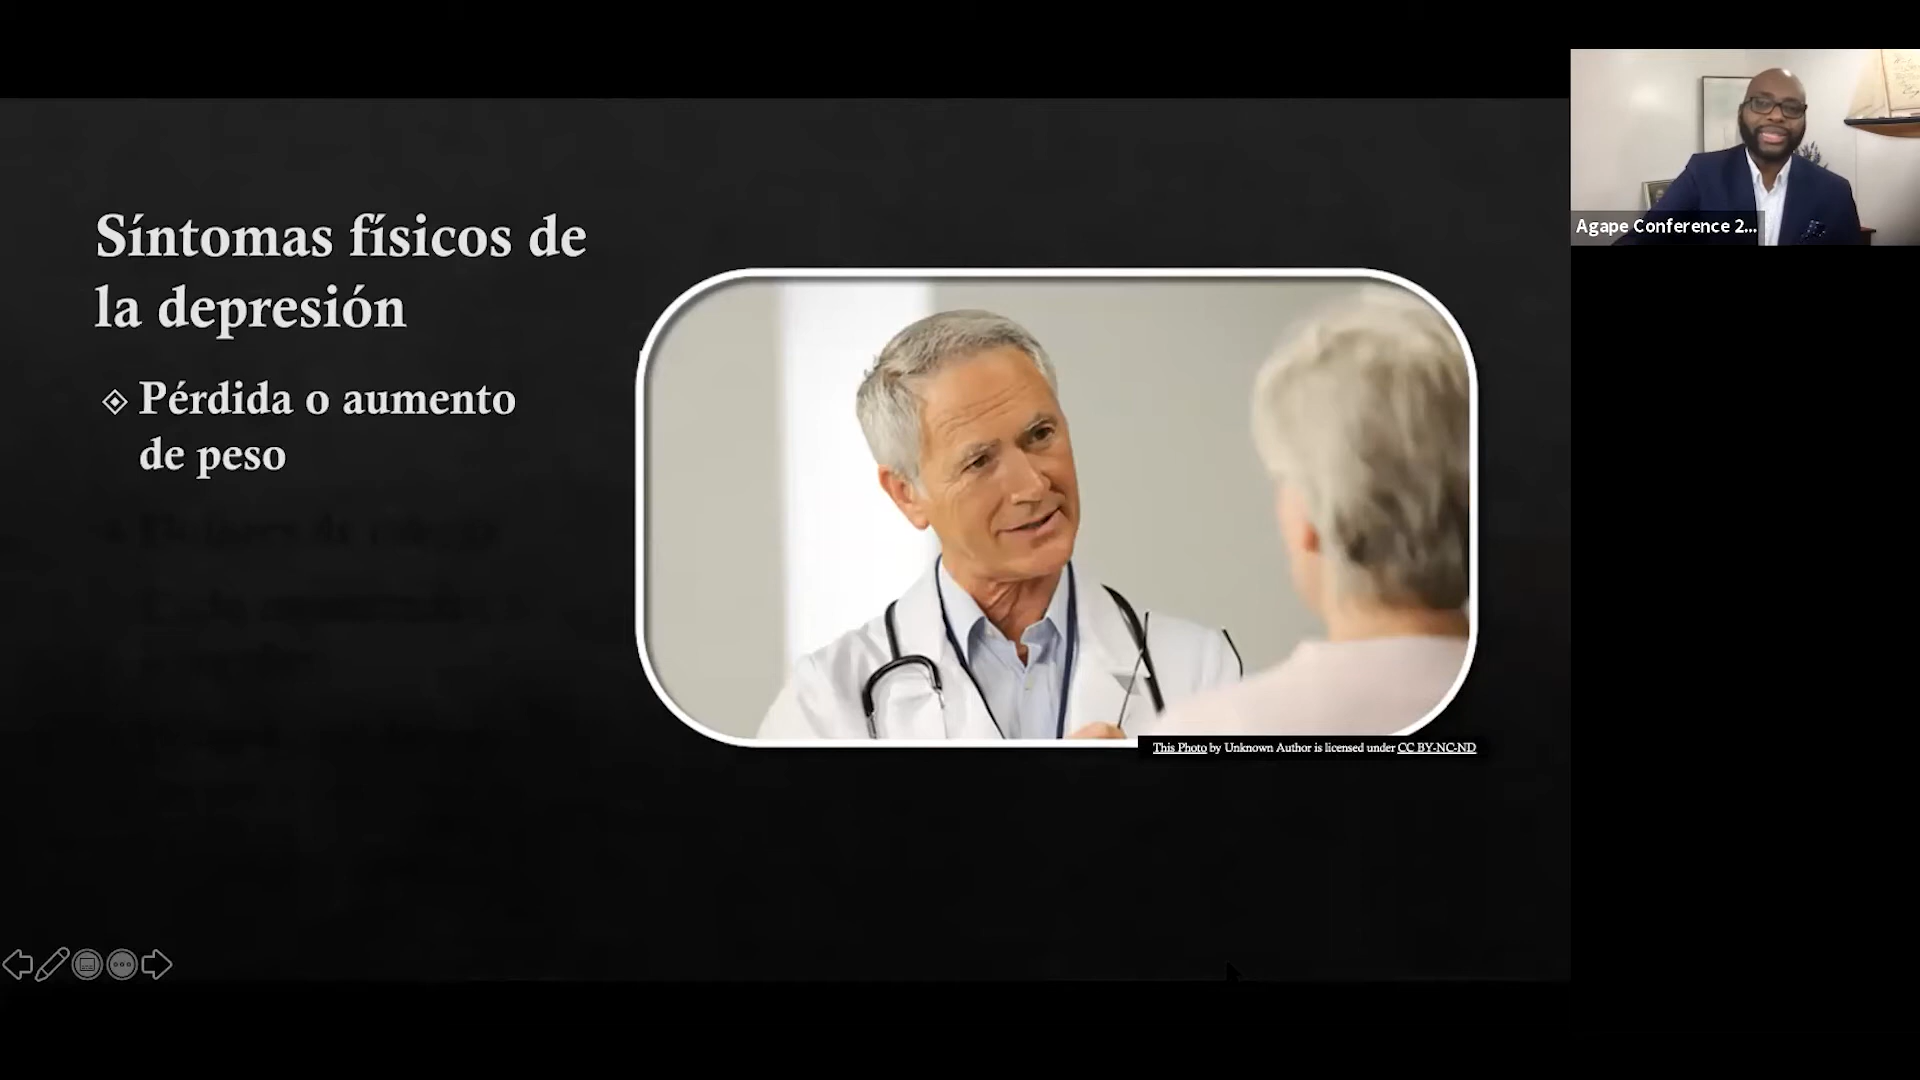 Síntomas físicos de
la depresión
Pérdida o aumento
de peso
This Photo by Unknown Author is licensed under CC BY-NC-ND
Agape Conference 2...